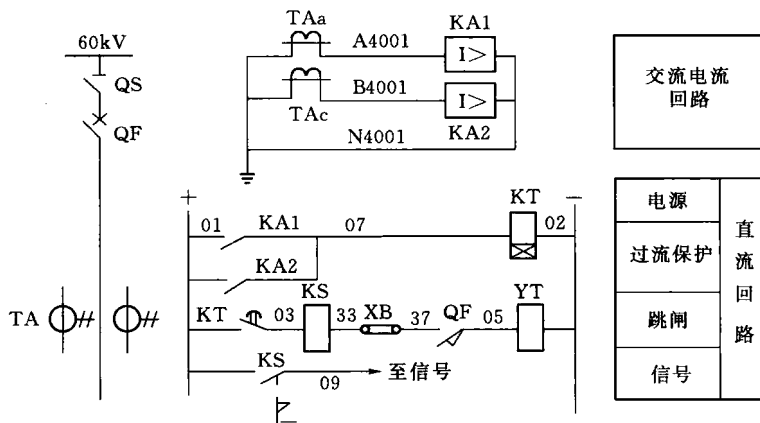 60kV
QS
QF
TA
TAa
A4001
KA1
I>
TAc
B4001
I>
KA2
N4001
交流电流
回路
+
−
01
KA1
07
KT
02
KA2
KT
03
KS
33
XB
37
QF
05
YT
KS
09
至信号
电源
过流保护
跳闸
信号
直流回路